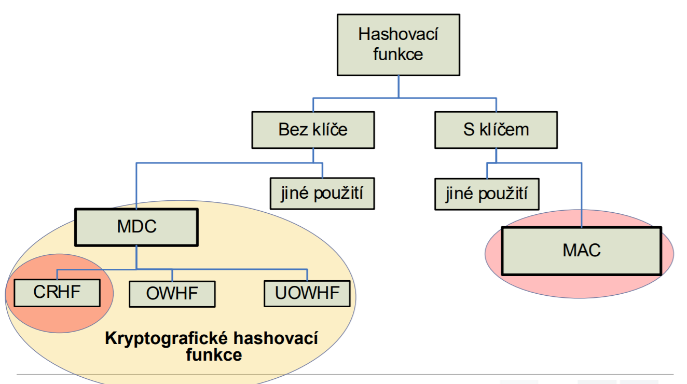 Hashovací
funkce
Bez klíče
S klíčem
jiné použití
jiné použití
MDC
MAC
CRHF
OWHF
UOWHF
Kryptografické hashovací
funkce